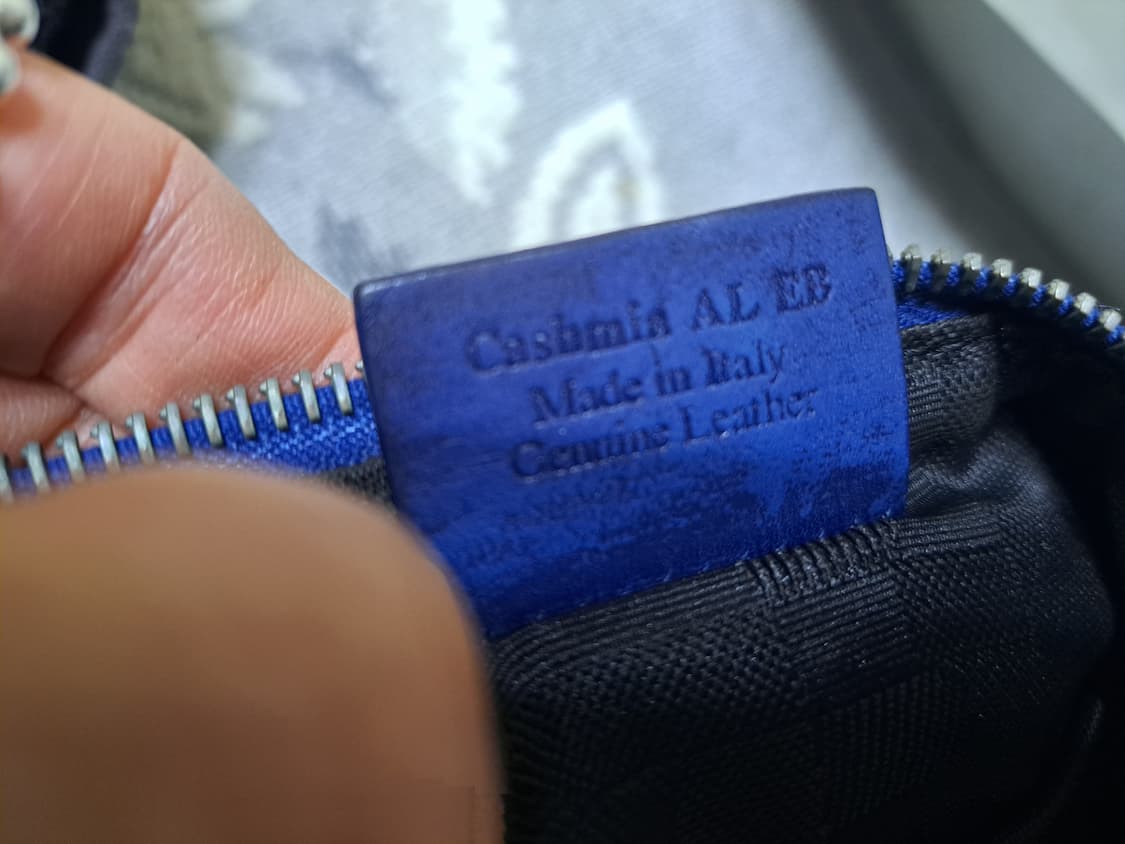 Cashmia AL EB
Made in Italy
Genuine Leather